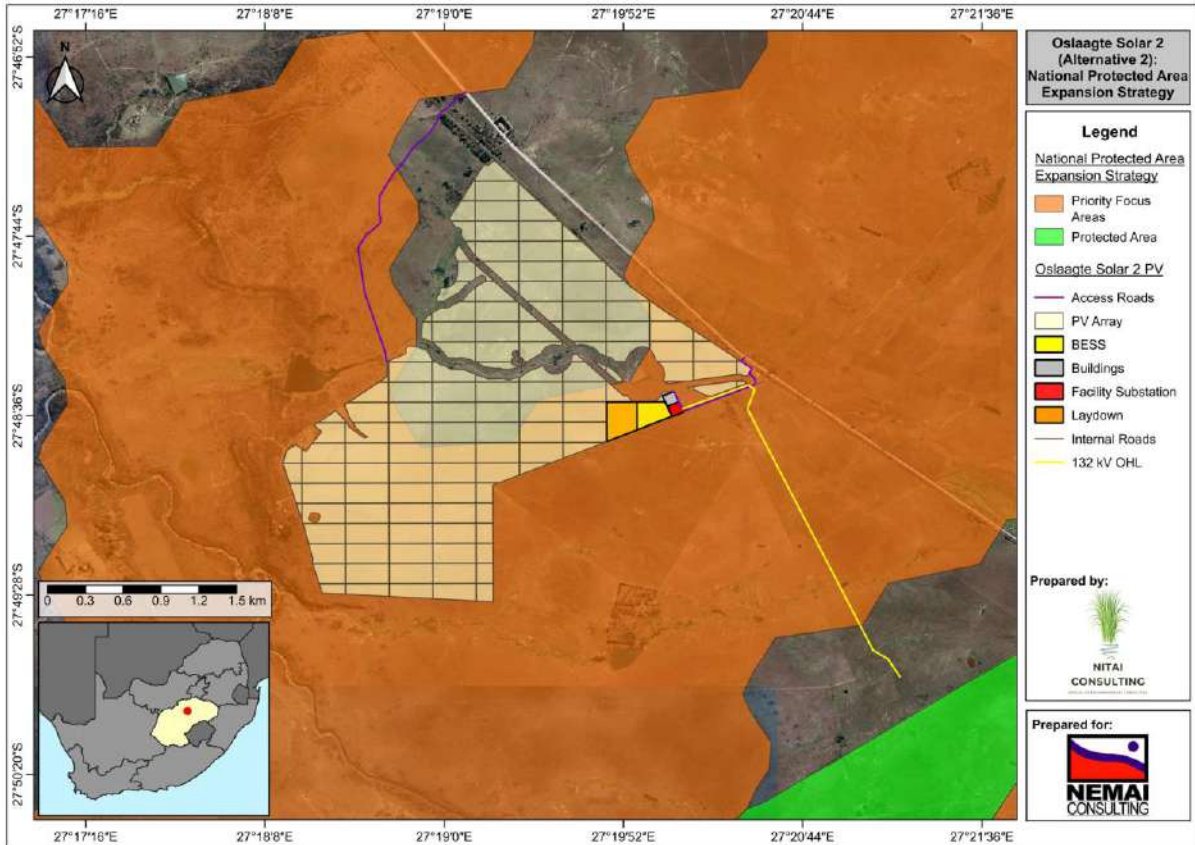 27°17'16"E 27°18'8"E 27°19'0"E 27°19'52"E 27°20'44"E 27°21'36"E
27°46'52"S
27°47'44"S
27°48'36"S
27°49'28"S
27°50'20"S
N
0 0.3 0.6 0.9 1.2 1.5 km
27°17'16"E 27°18'8"E 27°19'0"E 27°19'52"E 27°20'44"E 27°21'36"E
Oslaagte Solar 2
(Alternative 2):
National Protected Area
Expansion Strategy
Legend
National Protected Area
Expansion Strategy
Priority Focus
Areas
Protected Area
Oslaagte Solar 2 PV
Access Roads
PV Array
BESS
Buildings
Facility Substation
Laydown
Internal Roads
132 kV OHL
Prepared by:
NITAI
CONSULTING
Prepared for:
NEMAI
CONSULTING